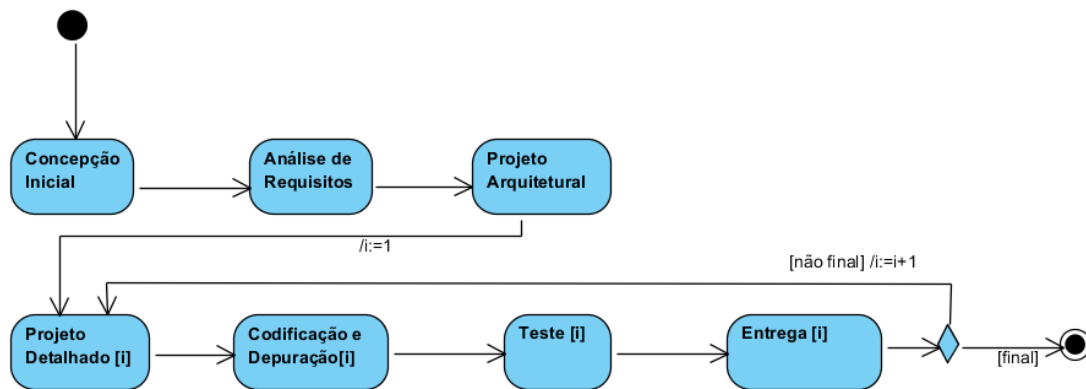 Concepção
Inicial
Análise de
Requisitos
Projeto
Arquitetural
/i:=1
[não final] /i:=i+1
Projeto
Detalhado [i]
Codificação e
Depuração[i]
Teste [i]
Entrega [i]
[final]